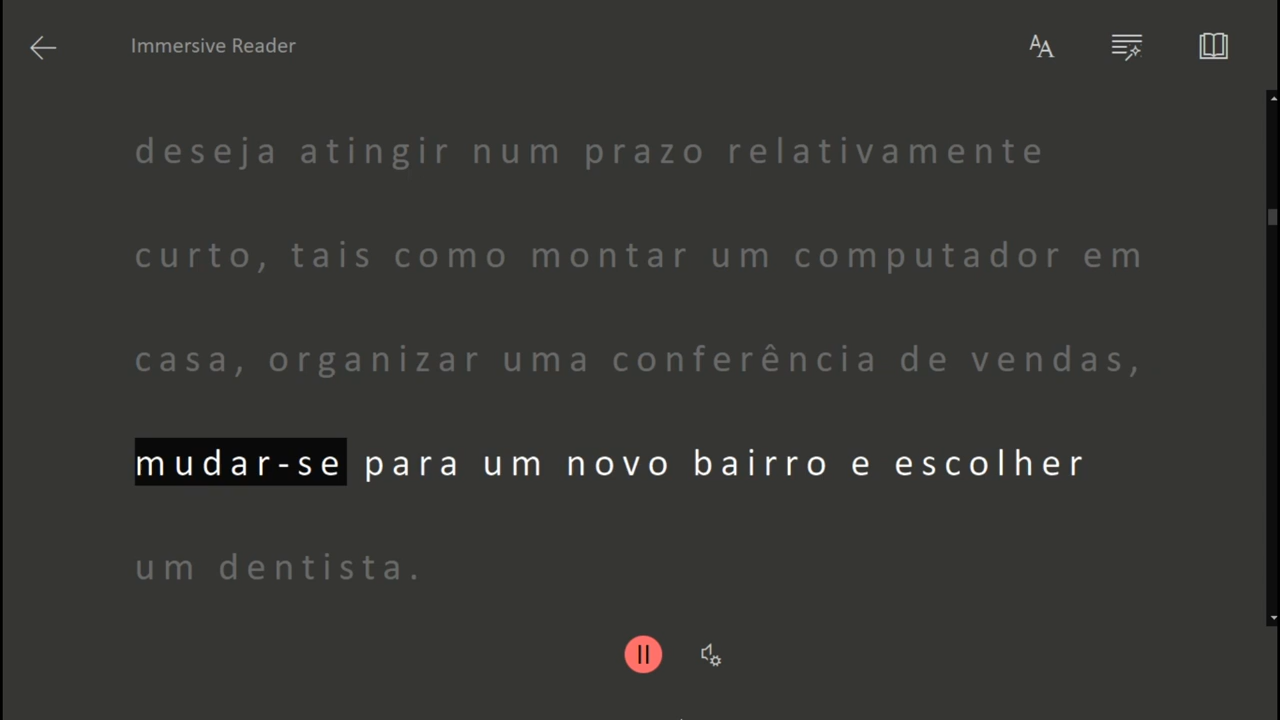 Immersive Reader
deseja atingir num prazo relativamente
curto, tais como montar um computador em
casa, organizar uma conferência de vendas,
mudar-se para um novo bairro e escolher
um dentista.